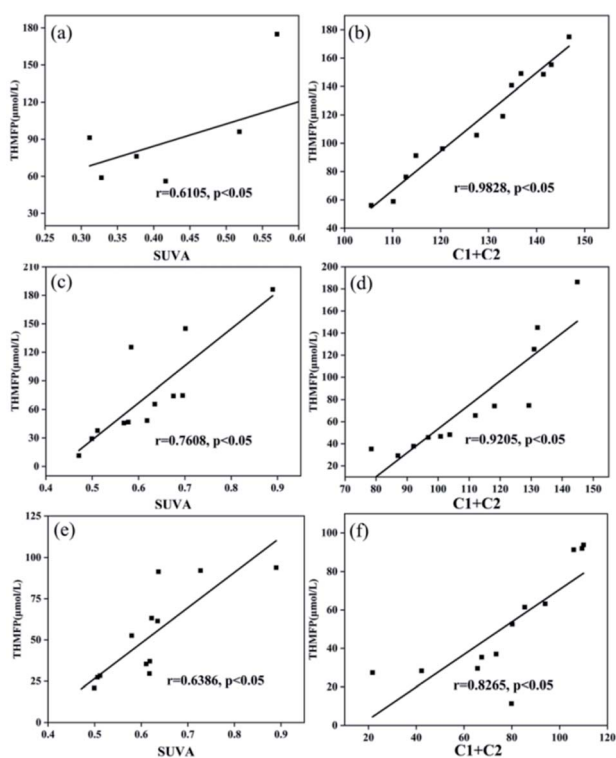 (a)
THMFP(μmol/L)
180
150
120
90
60
30
r=0.6105, p<0.05
0.25 0.30 0.35 0.40 0.45 0.50 0.55 0.60
SUVA
(b)
THMFP(μmol/L)
180
160
140
120
100
80
60
40
r=0.9828, p<0.05
100 110 120 130 140 150
C1+C2
(c)
THMFP(μmol/L)
210
180
150
120
90
60
30
0
r=0.7608, p<0.05
0.4 0.5 0.6 0.7 0.8 0.9
SUVA
(d)
THMFP(μmol/L)
200
180
160
140
120
100
80
60
40
20
r=0.9205, p<0.05
70 80 90 100 110 120 130 140 150
C1+C2
(e)
THMFP(μmol/L)
125
100
75
50
25
0
r=0.6386, p<0.05
0.4 0.5 0.6 0.7 0.8 0.9
SUVA
(f)
THMFP(μmol/L)
100
80
60
40
20
0
r=0.8265, p<0.05
20 40 60 80 100 120
C1+C2